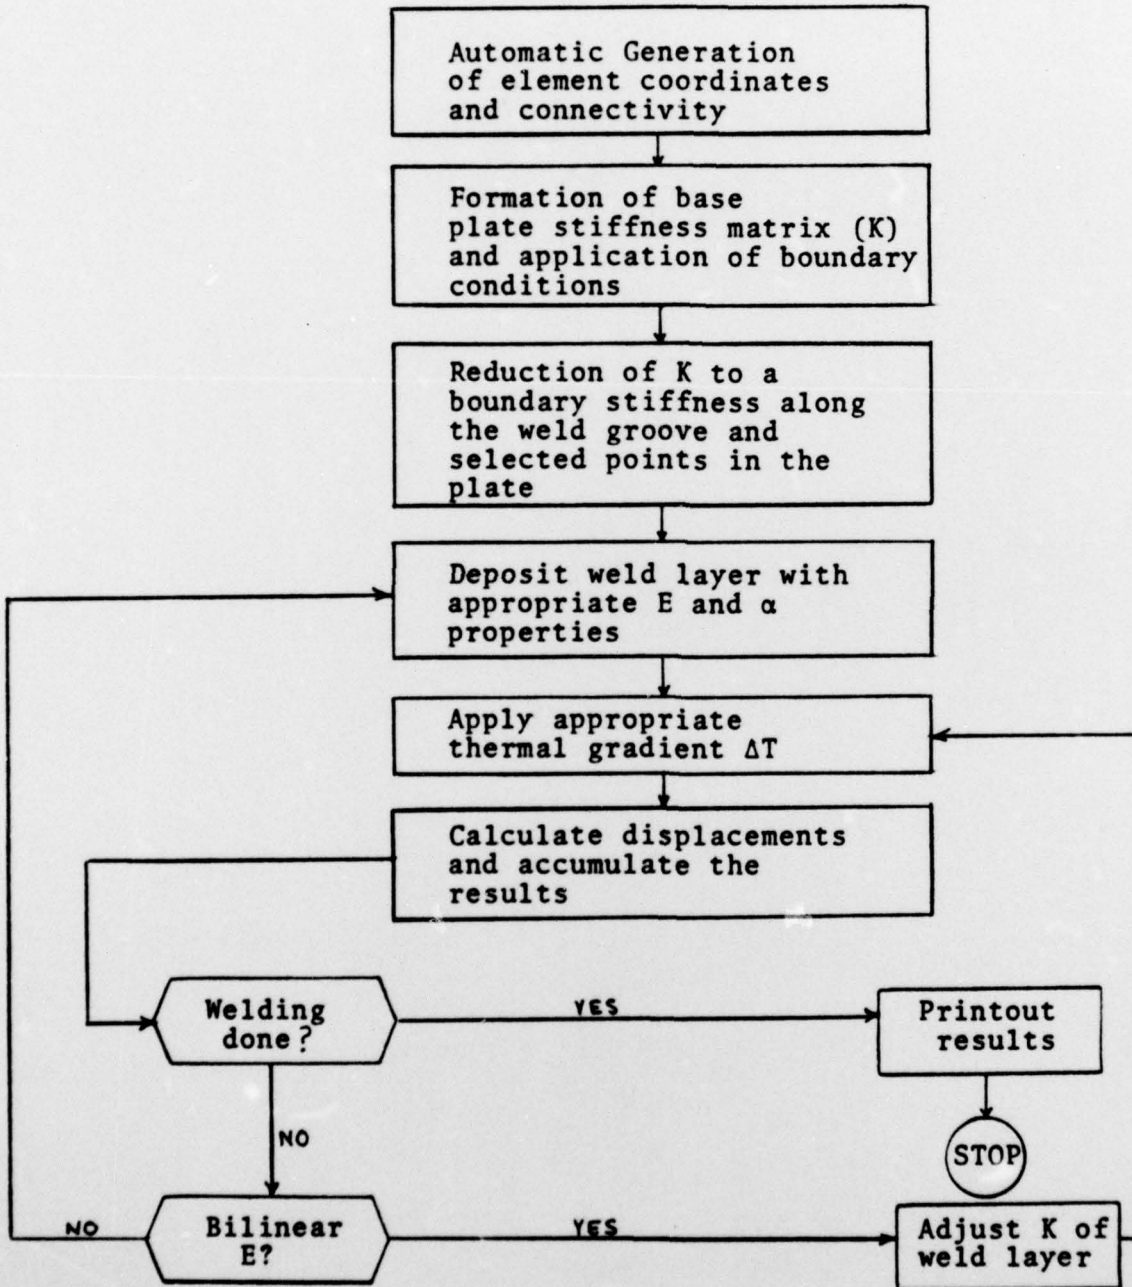 Automatic Generation
of element coordinates
and connectivity
Formation of base
plate stiffness matrix (K)
and application of boundary
conditions
Reduction of K to a
boundary stiffness along
the weld groove and
selected points in the
plate
Deposit weld layer with
appropriate E and α
properties
Apply appropriate
thermal gradient ΔT
Calculate displacements
and accumulate the
results
Welding
done?
YES
Printout
results
NO
STOP
NO
Bilinear
E?
YES
Adjust K of
weld layer